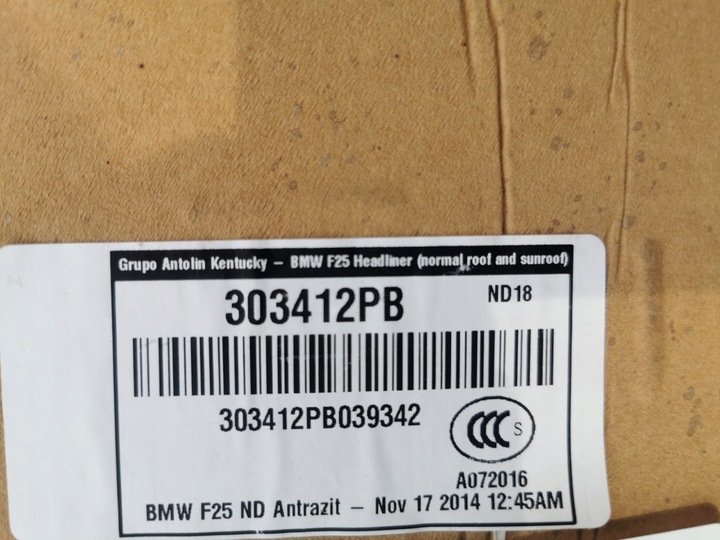 Grupo Antolin Kentucky – BMW F25 Headliner (normal roof and sunroof)
303412PB
ND18
303412PB039342
CCC S
A072016
BMW F25 ND Antrazit – Nov 17 2014 12:45AM